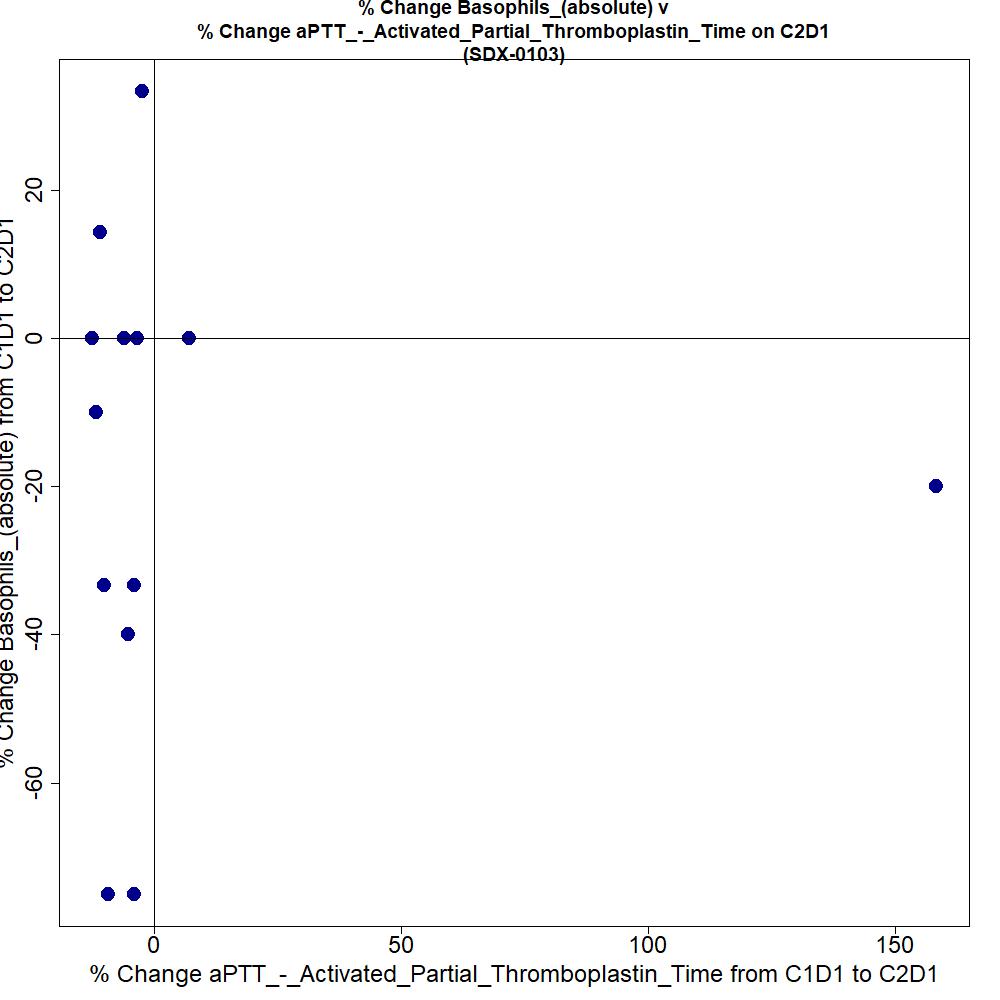 % Change Basophils_(absolute) v
% Change aPTT_-_Activated_Partial_Thromboplastin_Time on C2D1
(SDX-0103)
% Change Basophils_(absolute) from C1D1 to C2D1
20
0
-20
-40
-60
0 50 100 150
% Change aPTT_-_Activated_Partial_Thromboplastin_Time from C1D1 to C2D1